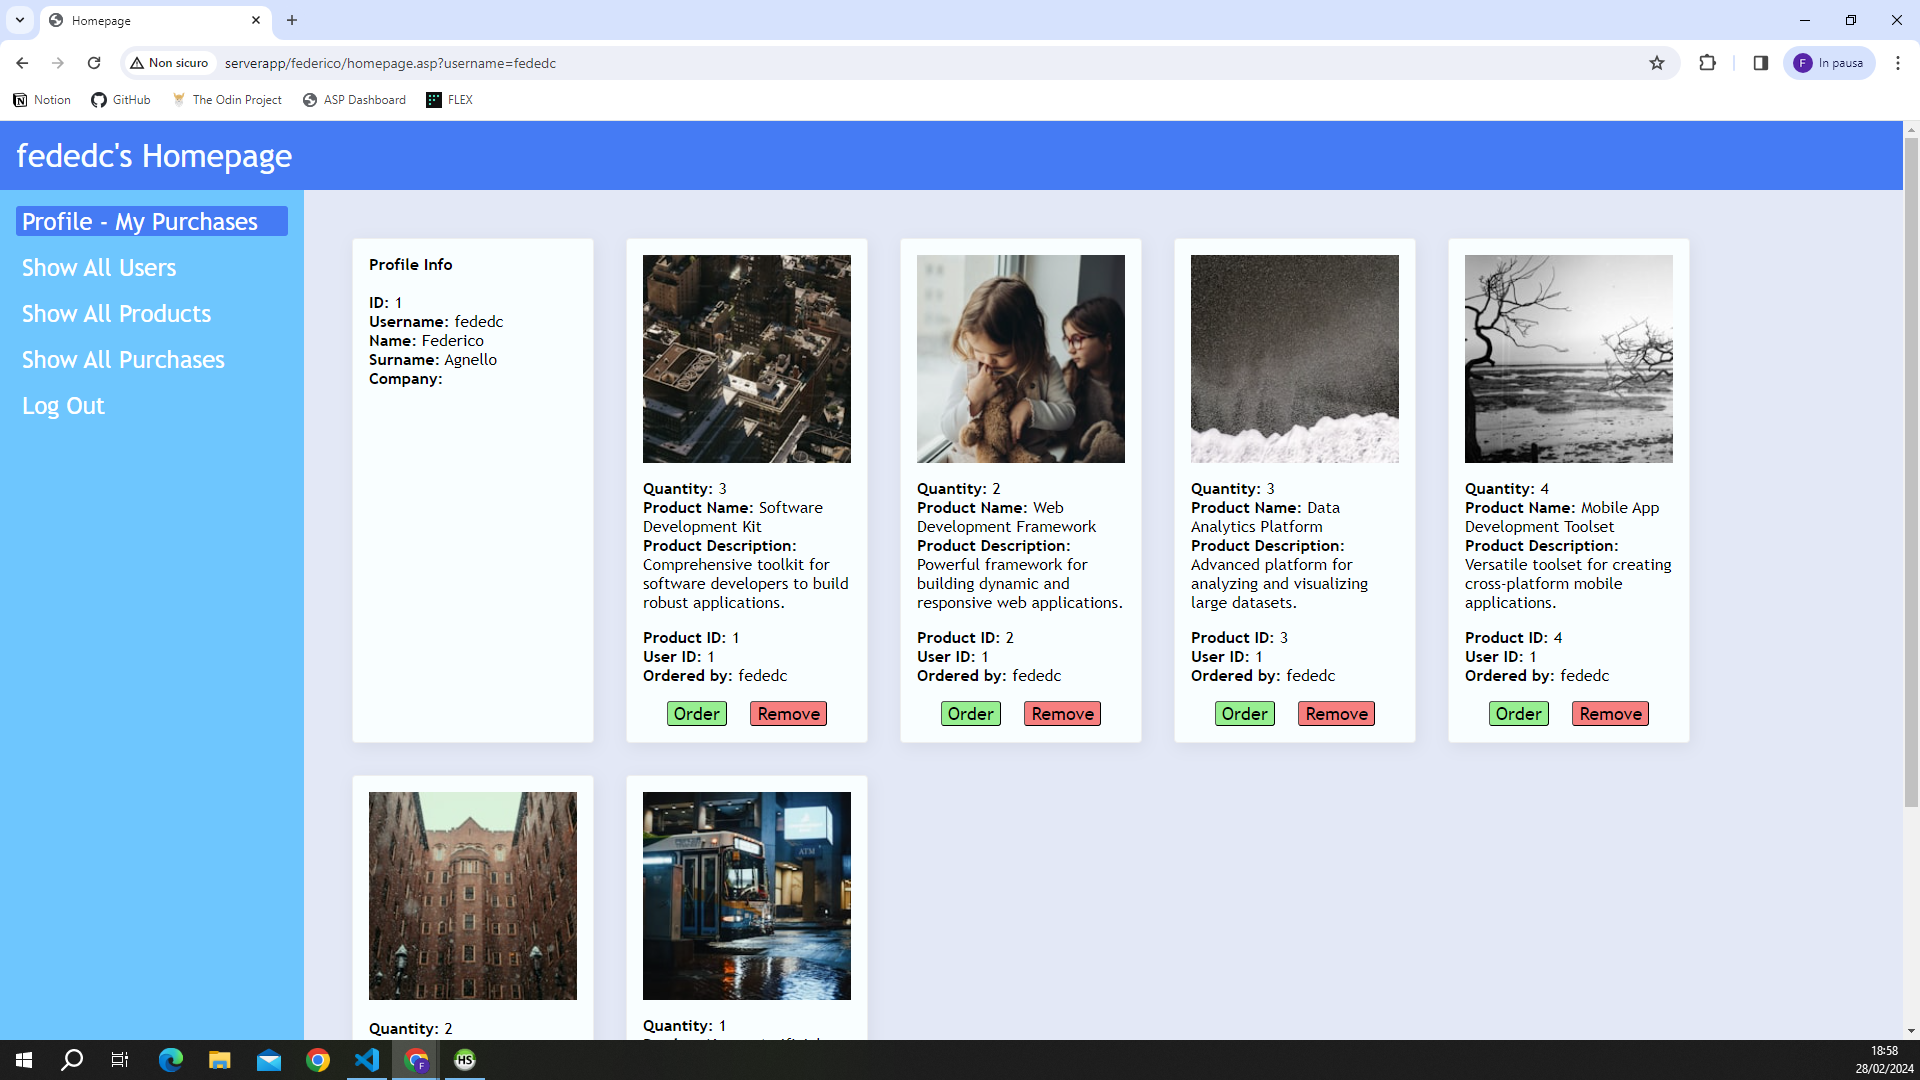 Homepage
Non sicuro
serverapp/federico/homepage.asp?username=fededc
F
In pausa
Notion
GitHub
The Odin Project
ASP Dashboard
FLEX
fededc's Homepage
Profile - My Purchases
Show All Users
Show All Products
Show All Purchases
Log Out
Profile Info
ID: 1
Username: fededc
Name: Federico
Surname: Agnello
Company:
Quantity: 3
Product Name: Software
Development Kit
Product Description:
Comprehensive toolkit for
software developers to build
robust applications.
Product ID: 1
User ID: 1
Ordered by: fededc
Order
Remove
Quantity: 2
Product Name: Web
Development Framework
Product Description:
Powerful framework for
building dynamic and
responsive web applications.
Product ID: 2
User ID: 1
Ordered by: fededc
Order
Remove
Quantity: 3
Product Name: Data
Analytics Platform
Product Description:
Advanced platform for
analyzing and visualizing
large datasets.
Product ID: 3
User ID: 1
Ordered by: fededc
Order
Remove
Quantity: 4
Product Name: Mobile App
Development Toolset
Product Description:
Versatile toolset for creating
cross-platform mobile
applications.
Product ID: 4
User ID: 1
Ordered by: fededc
Order
Remove
Quantity: 2
ATM
Quantity: 1
HS
18:58
28/02/2024